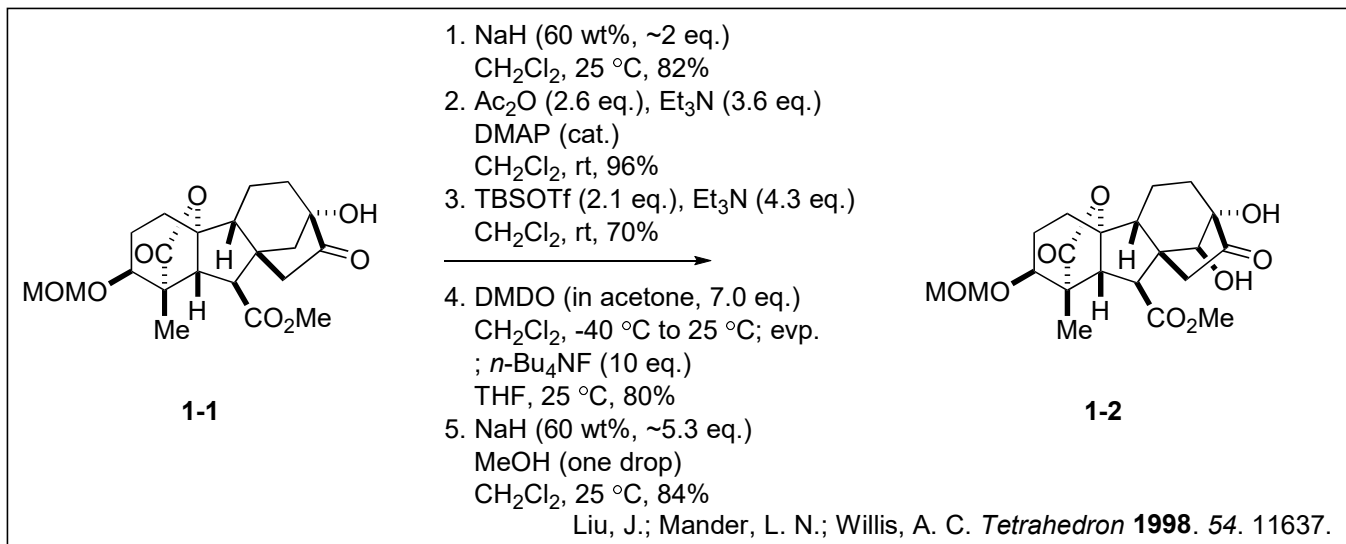 1. NaH (60 wt%, ~2 eq.)
CH₂Cl₂, 25 °C, 82%
2. Ac₂O (2.6 eq.), Et₃N (3.6 eq.)
DMAP (cat.)
CH₂Cl₂, rt, 96%
3. TBSOTf (2.1 eq.), Et₃N (4.3 eq.)
CH₂Cl₂, rt, 70%
4. DMDO (in acetone, 7.0 eq.)
CH₂Cl₂, -40 °C to 25 °C; evp.
; n-Bu₄NF (10 eq.)
THF, 25 °C, 80%
5. NaH (60 wt%, ~5.3 eq.)
MeOH (one drop)
CH₂Cl₂, 25 °C, 84%
O
OH
OC
H
O
MOMO
H
Me
CO₂Me
1-1
O
OH
OC
H
O
OH
MOMO
H
Me
CO₂Me
1-2
Liu, J.; Mander, L. N.; Willis, A. C. Tetrahedron 1998. 54. 11637.